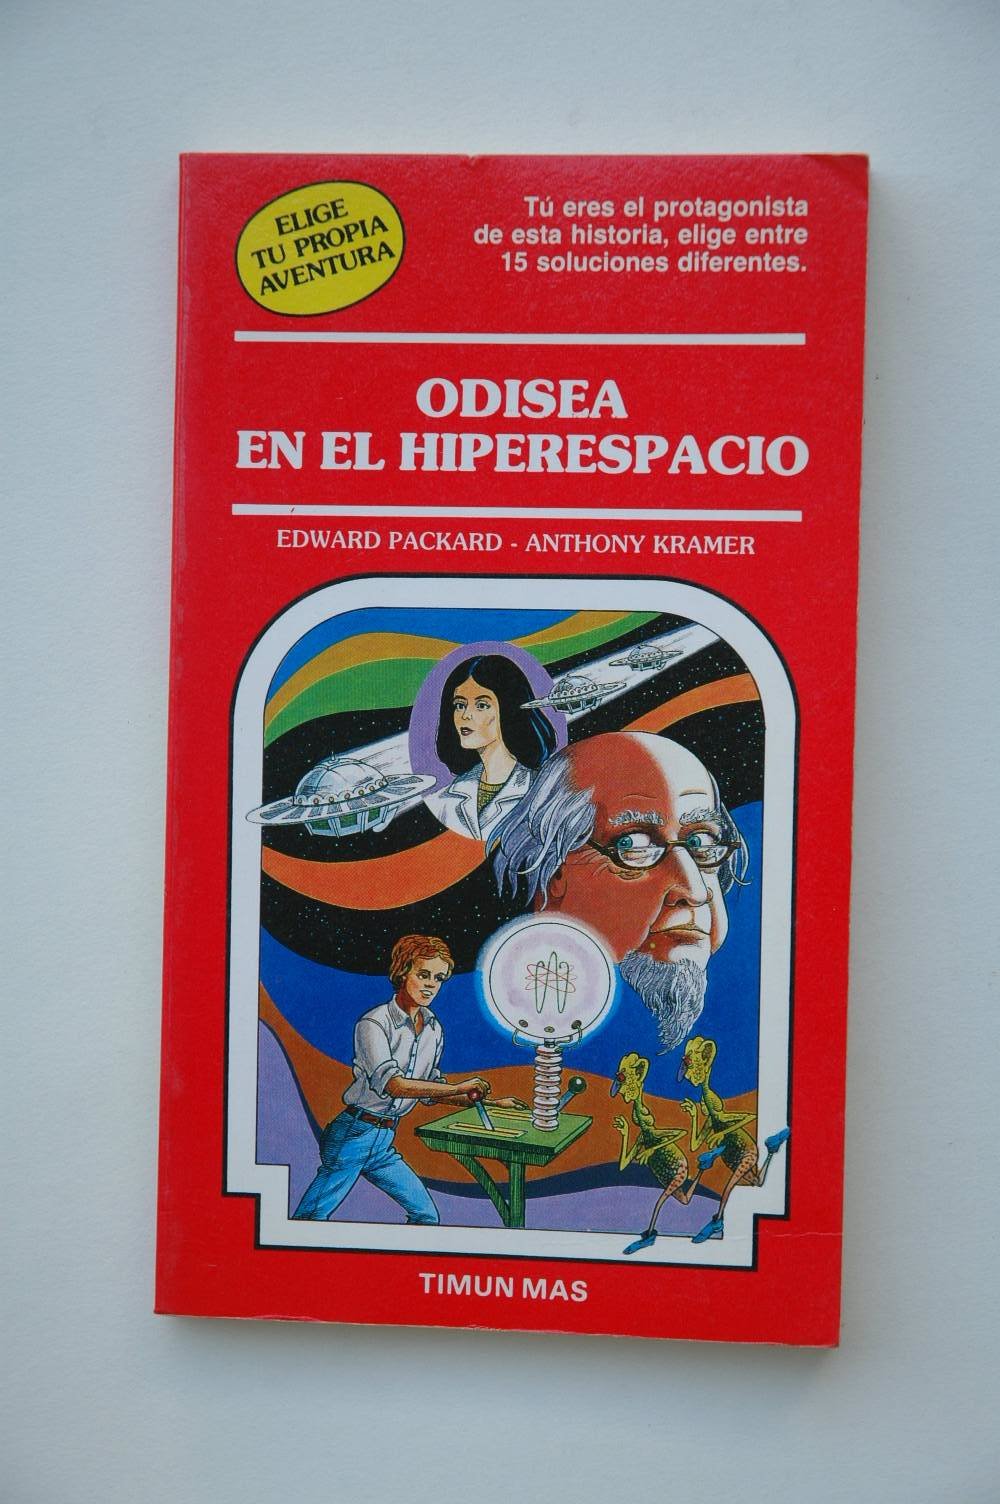 ELIGE
TU PROPIA
AVENTURA
Tú eres el protagonista
de esta historia, elige entre
15 soluciones diferentes.
ODISEA
EN EL HIPERESPACIO
EDWARD PACKARD - ANTHONY KRAMER
TIMUN MAS